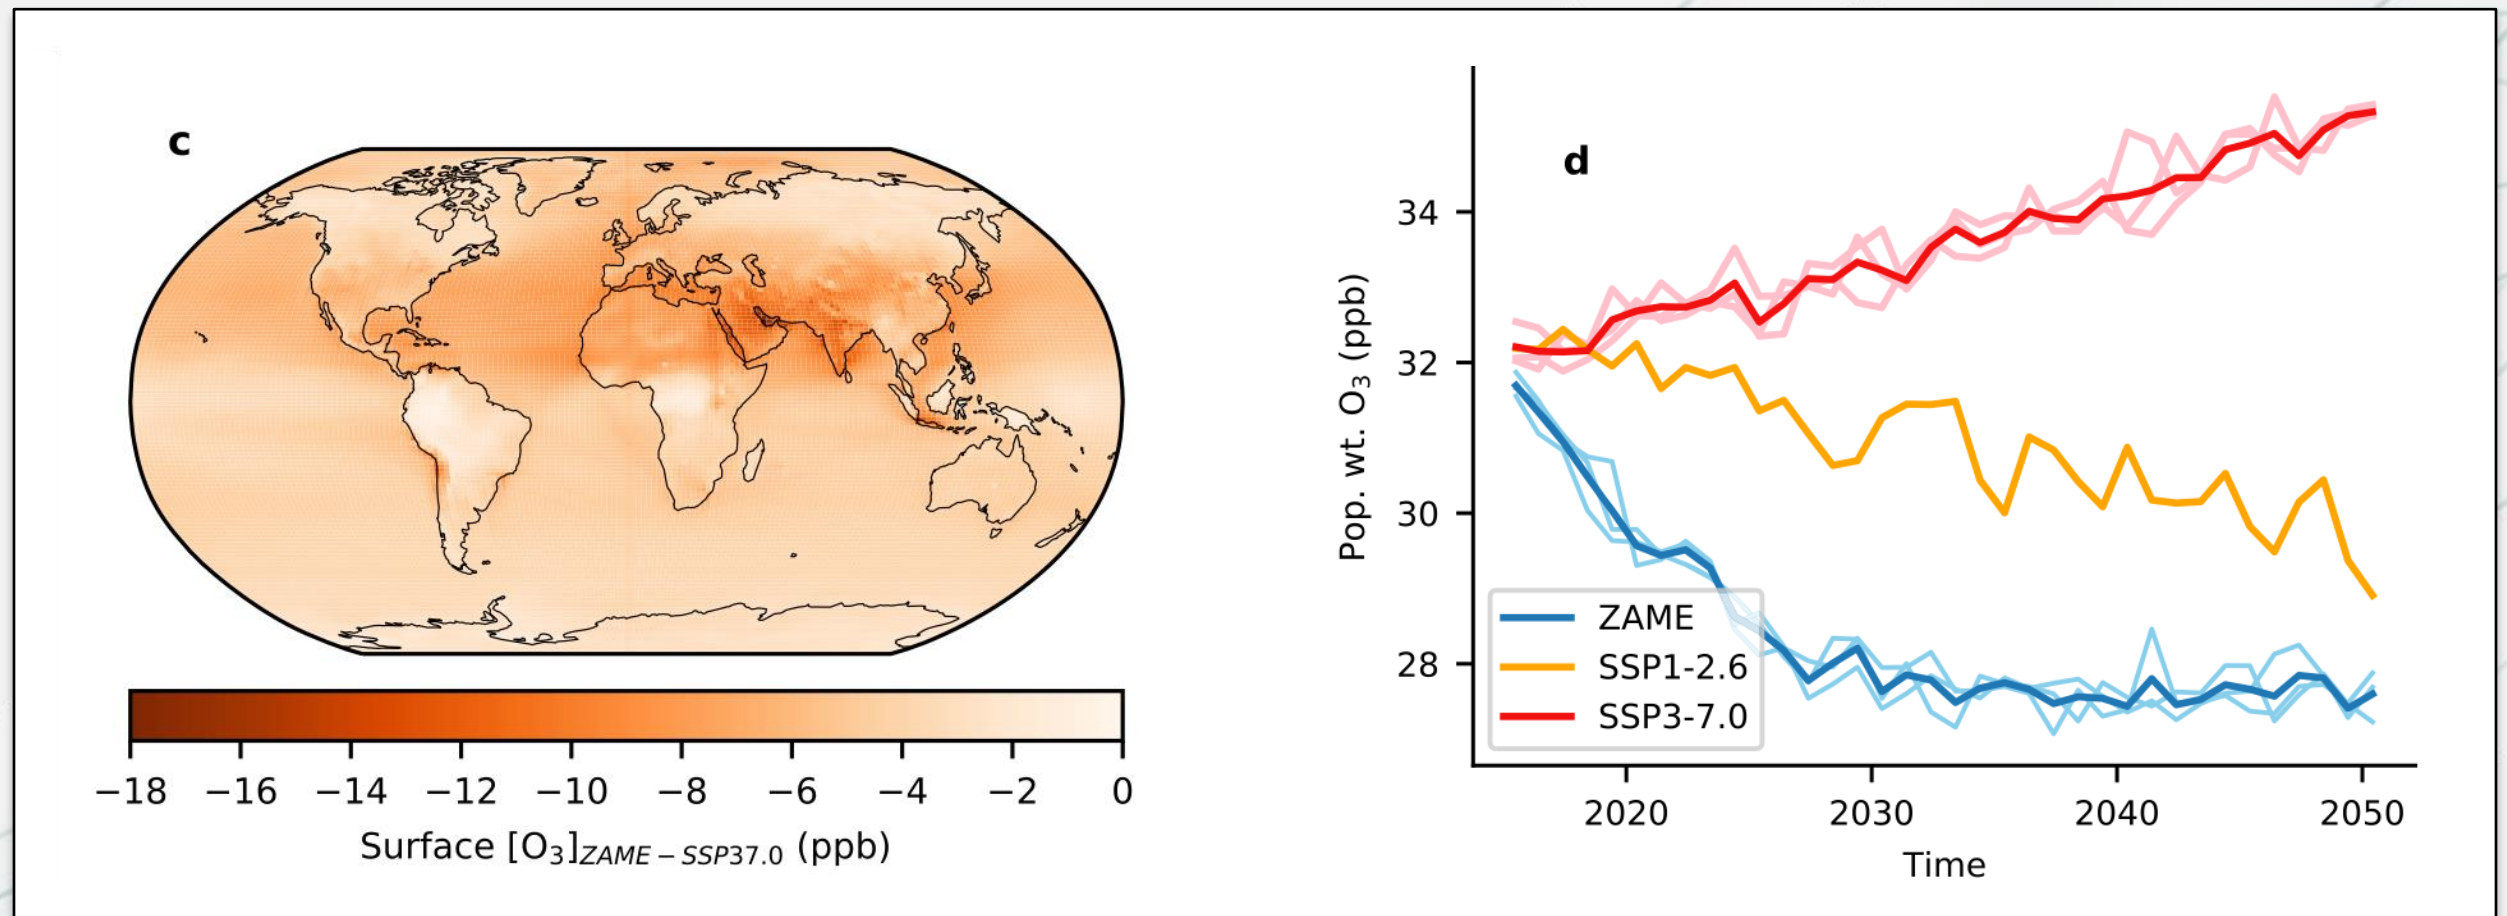 c
−18 −16 −14 −12 −10 −8 −6 −4 −2 0
Surface [O₃]ZAME − SSP37.0 (ppb)
d
Pop. wt. O₃ (ppb)
34
32
30
28
ZAME
SSP1-2.6
SSP3-7.0
2020 2030 2040 2050
Time